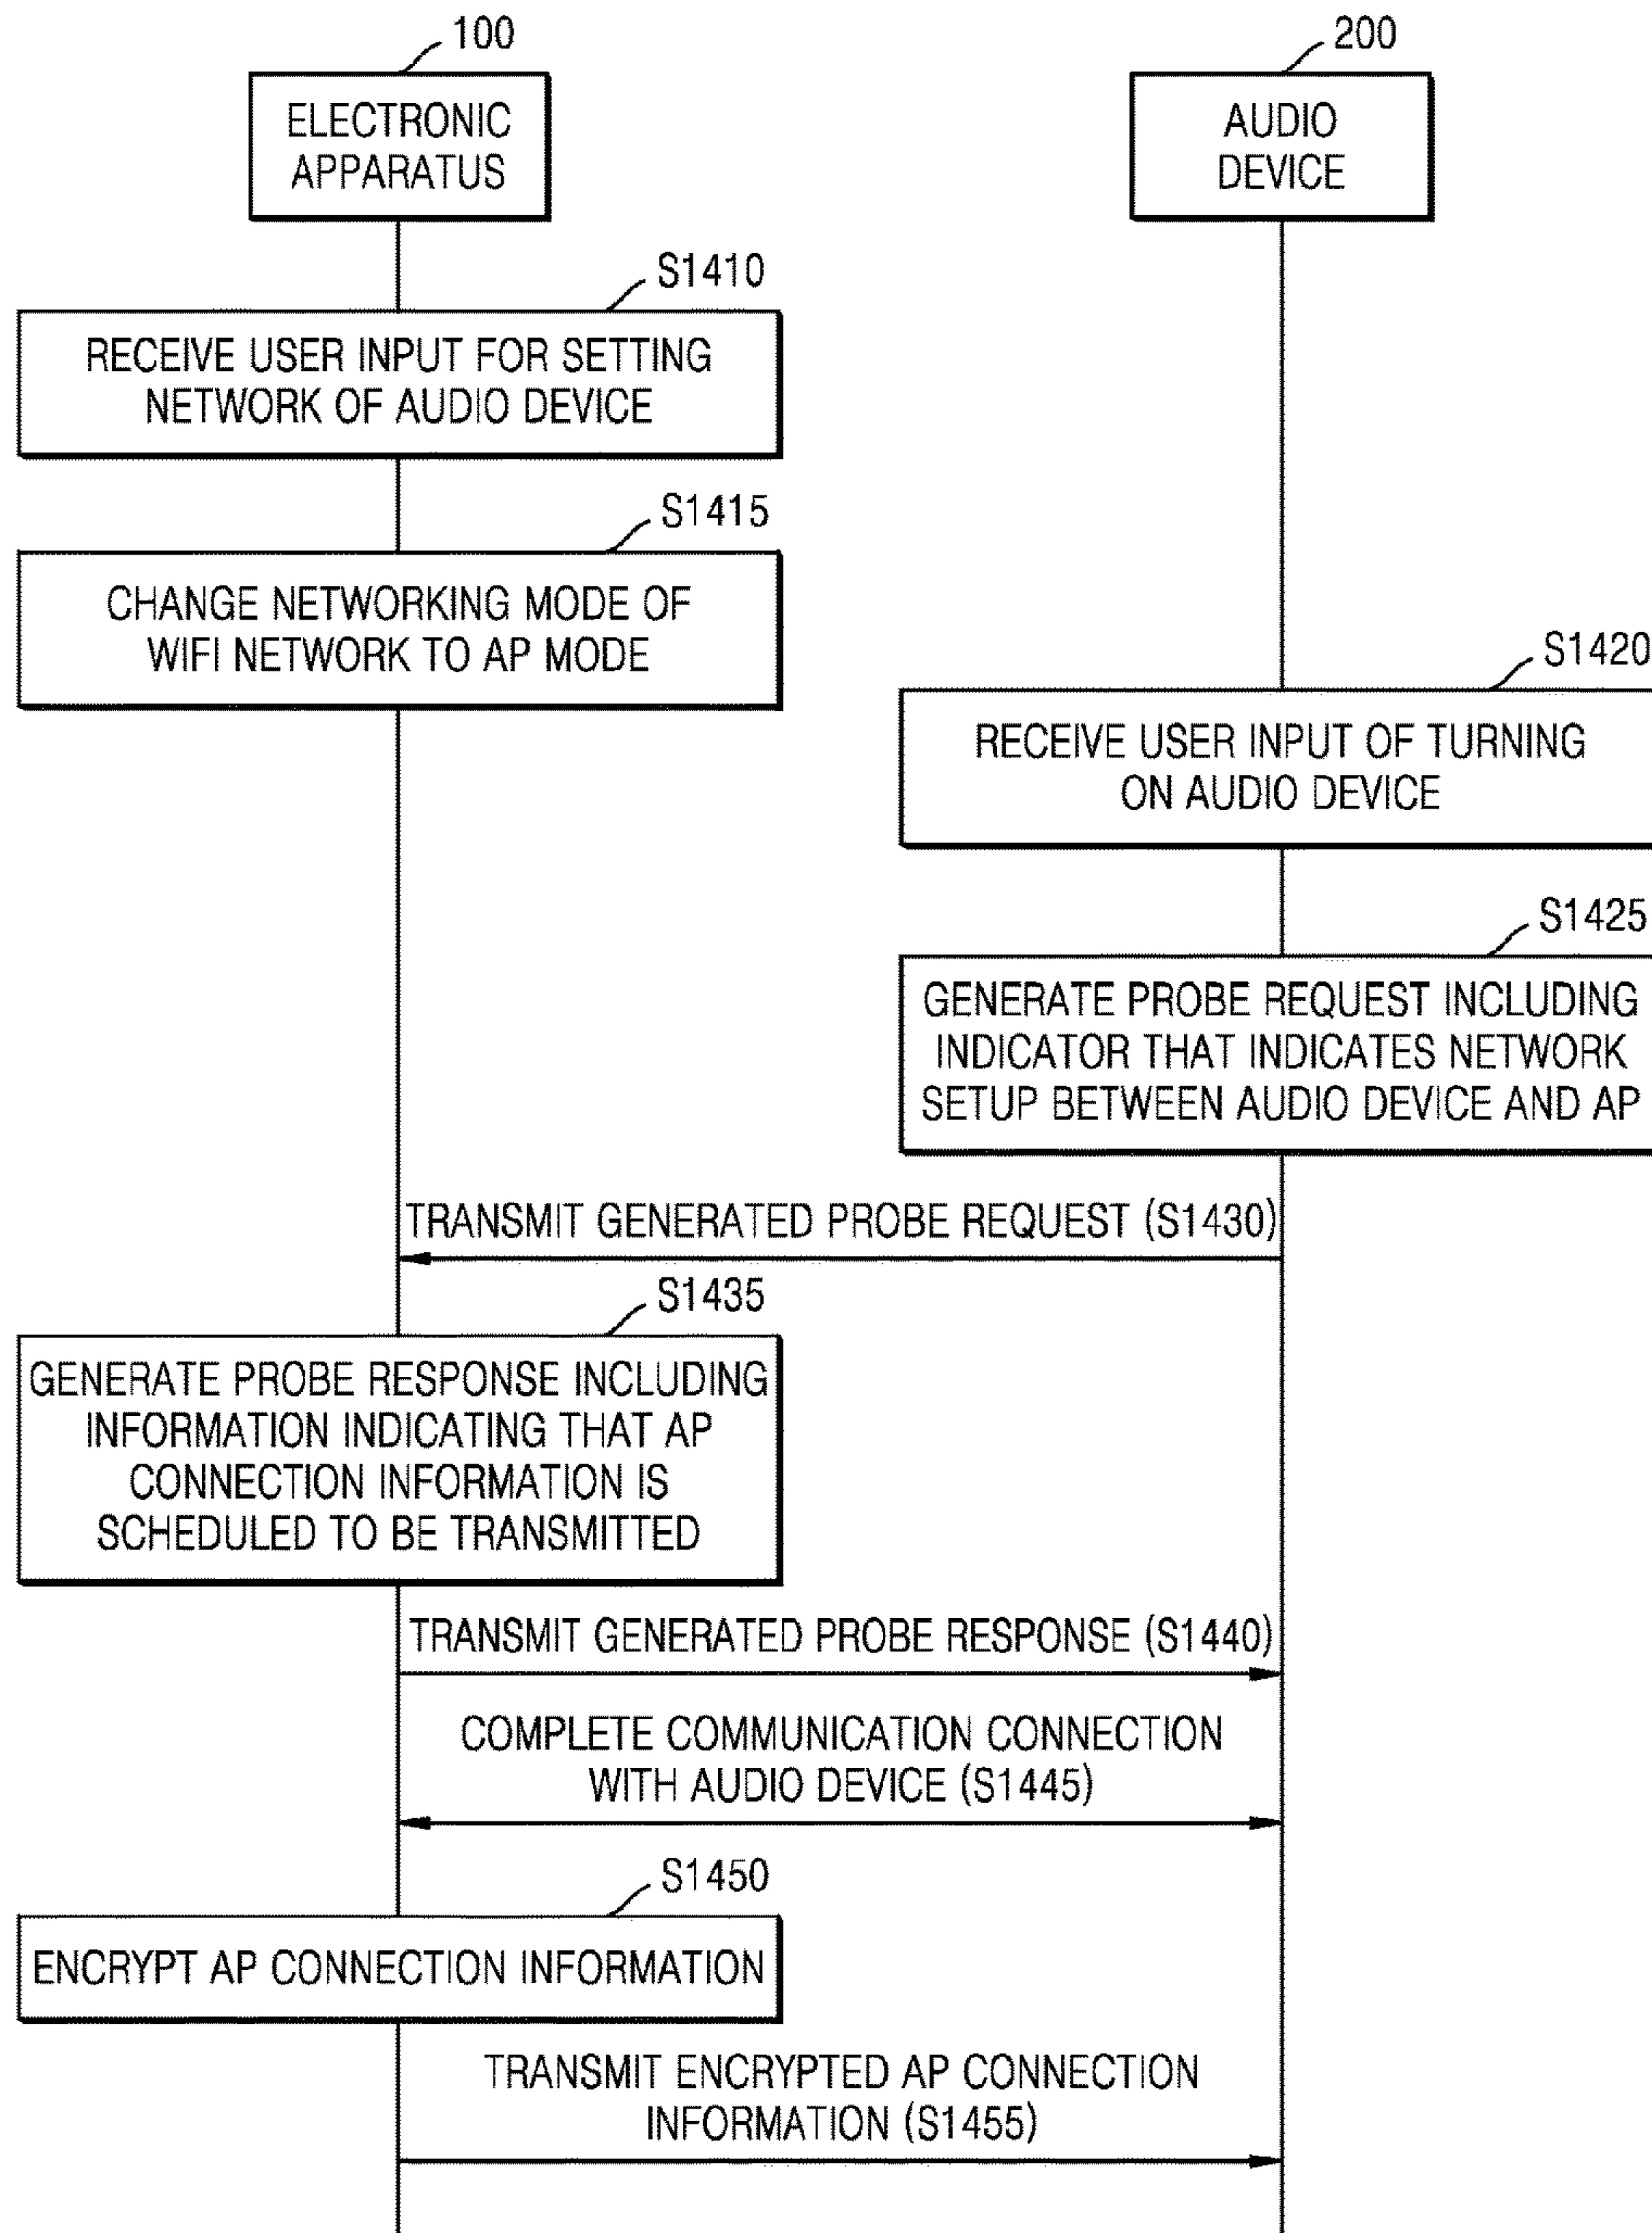 100
200
ELECTRONIC
APPARATUS
AUDIO
DEVICE
S1410
RECEIVE USER INPUT FOR SETTING
NETWORK OF AUDIO DEVICE
S1415
CHANGE NETWORKING MODE OF
WIFI NETWORK TO AP MODE
S1420
RECEIVE USER INPUT OF TURNING
ON AUDIO DEVICE
S1425
GENERATE PROBE REQUEST INCLUDING
INDICATOR THAT INDICATES NETWORK
SETUP BETWEEN AUDIO DEVICE AND AP
TRANSMIT GENERATED PROBE REQUEST (S1430)
S1435
GENERATE PROBE RESPONSE INCLUDING
INFORMATION INDICATING THAT AP
CONNECTION INFORMATION IS
SCHEDULED TO BE TRANSMITTED
TRANSMIT GENERATED PROBE RESPONSE (S1440)
COMPLETE COMMUNICATION CONNECTION
WITH AUDIO DEVICE (S1445)
S1450
ENCRYPT AP CONNECTION INFORMATION
TRANSMIT ENCRYPTED AP CONNECTION
INFORMATION (S1455)